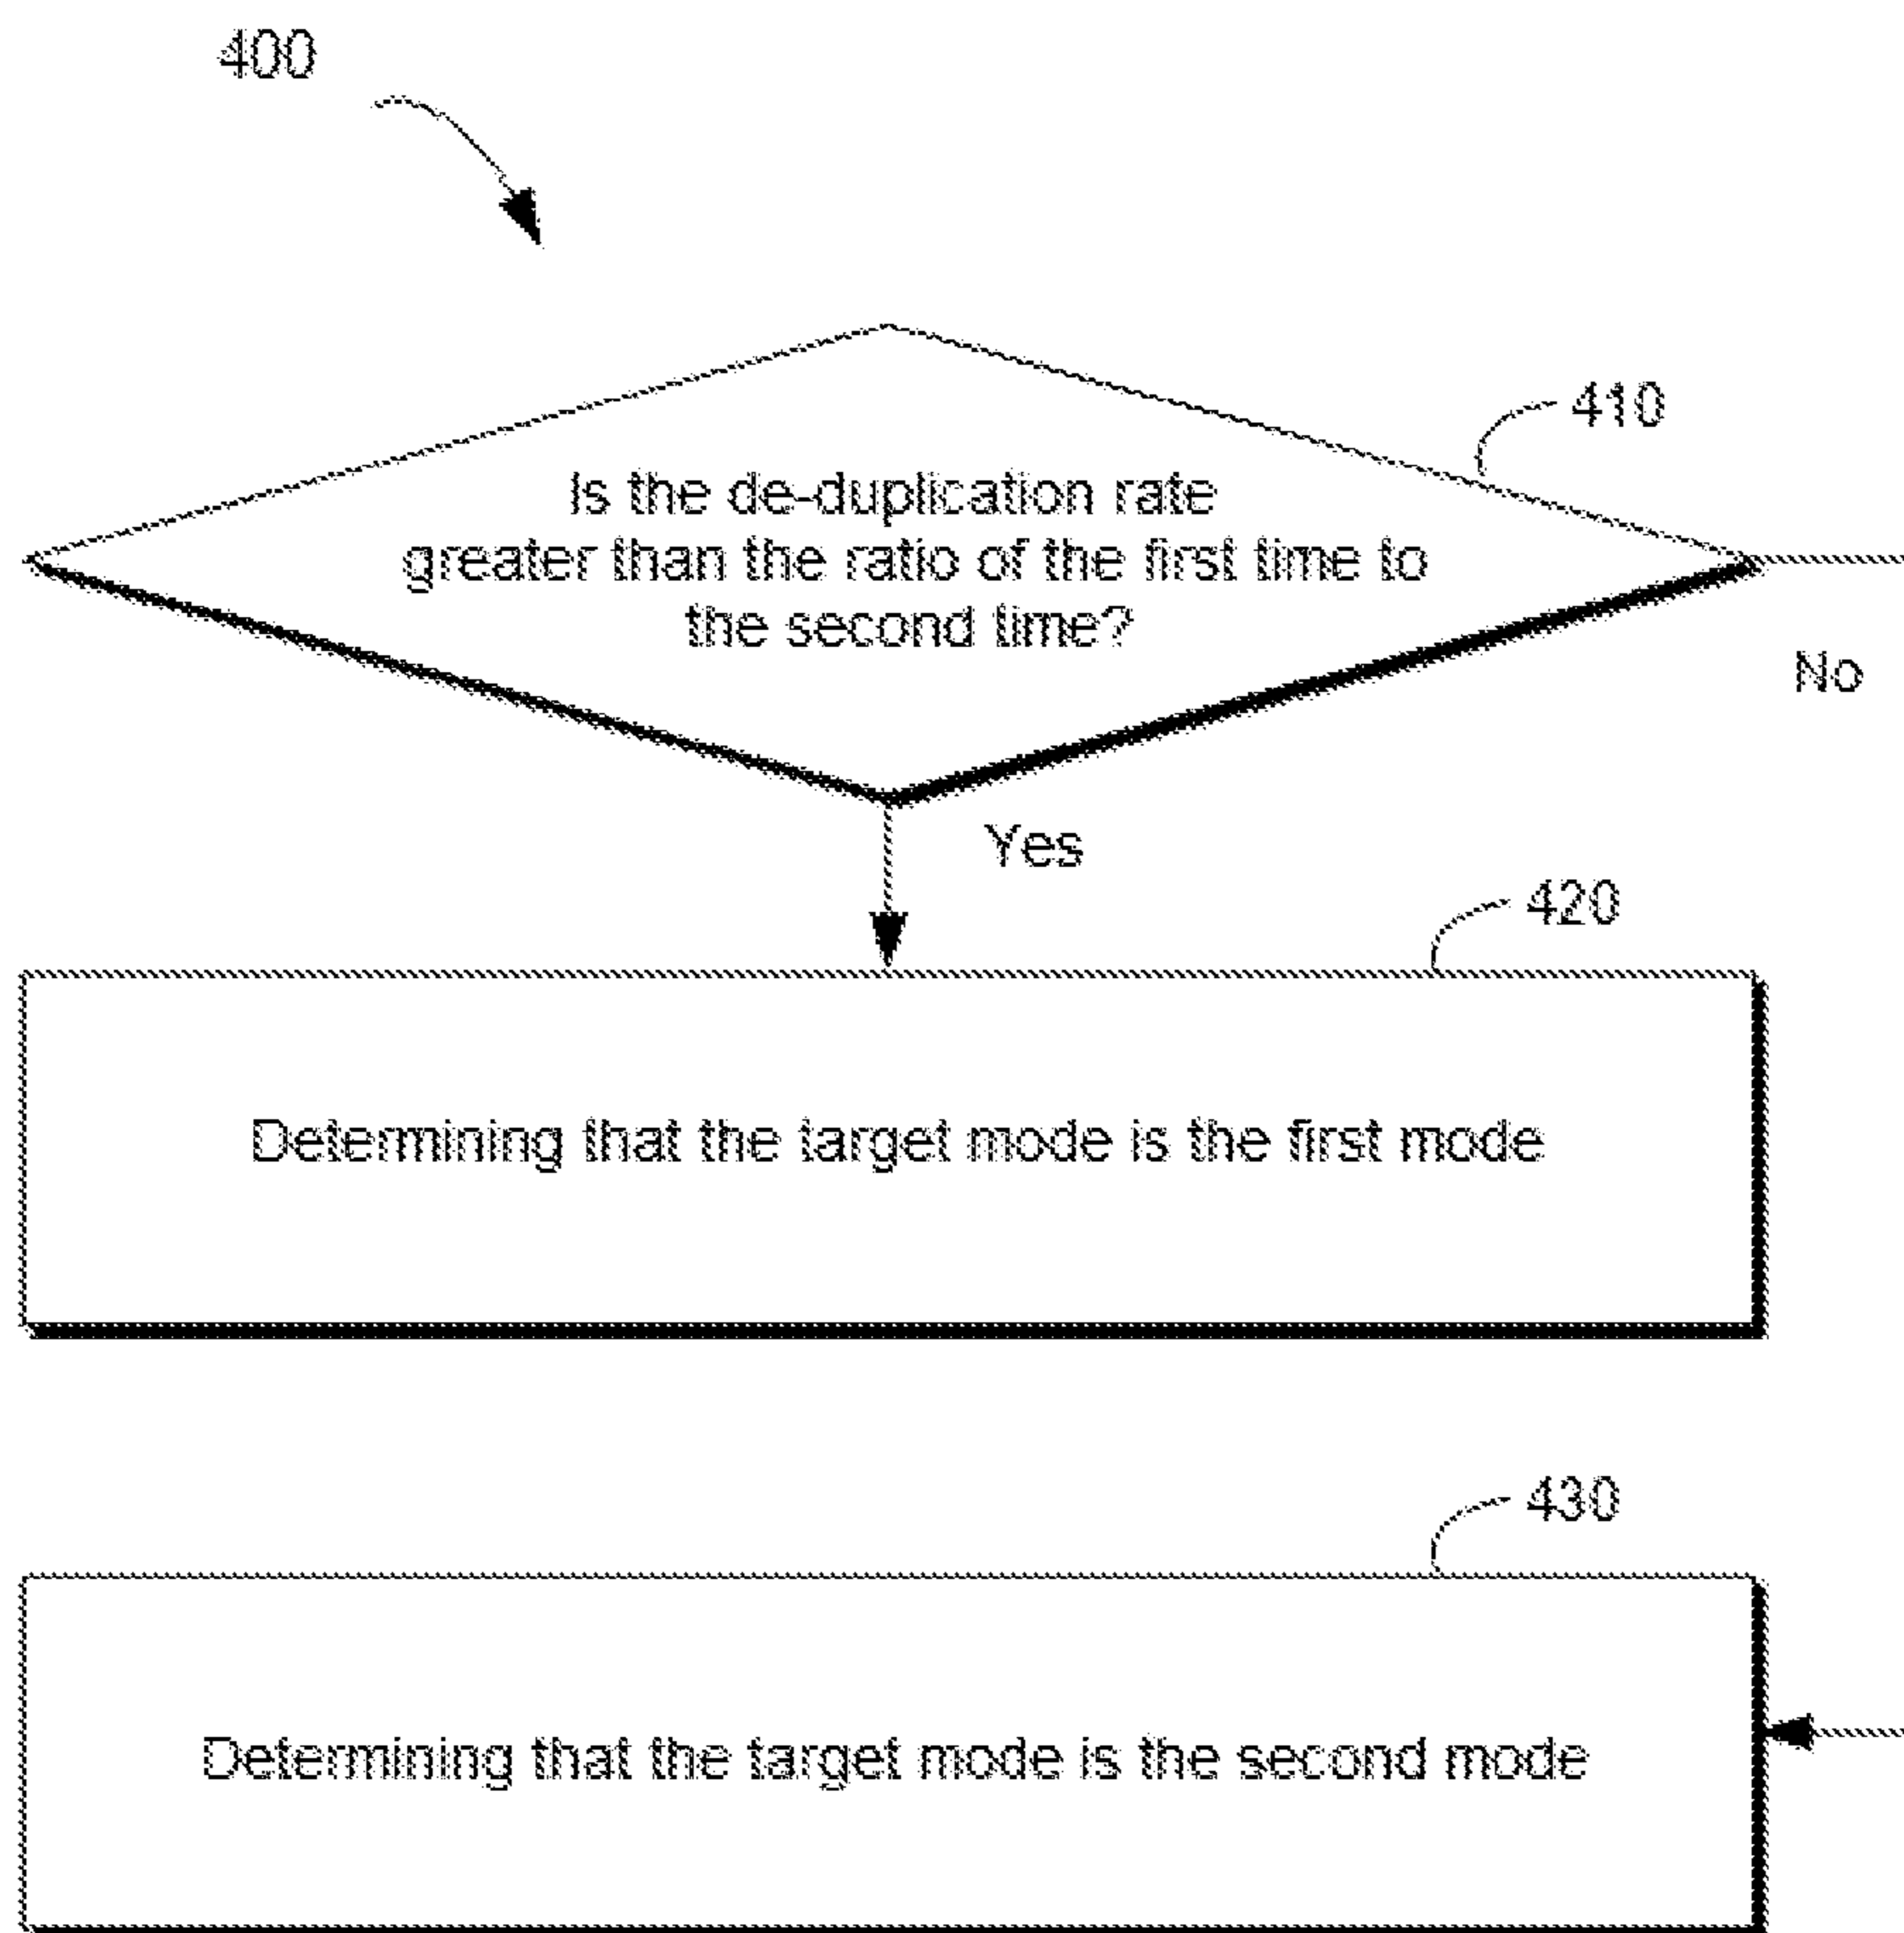 400
410
Is the de-duplication rate
greater than the ratio of the first time to
the second time?
No
Yes
420
Determining that the target mode is the first mode
430
Determining that the target mode is the second mode